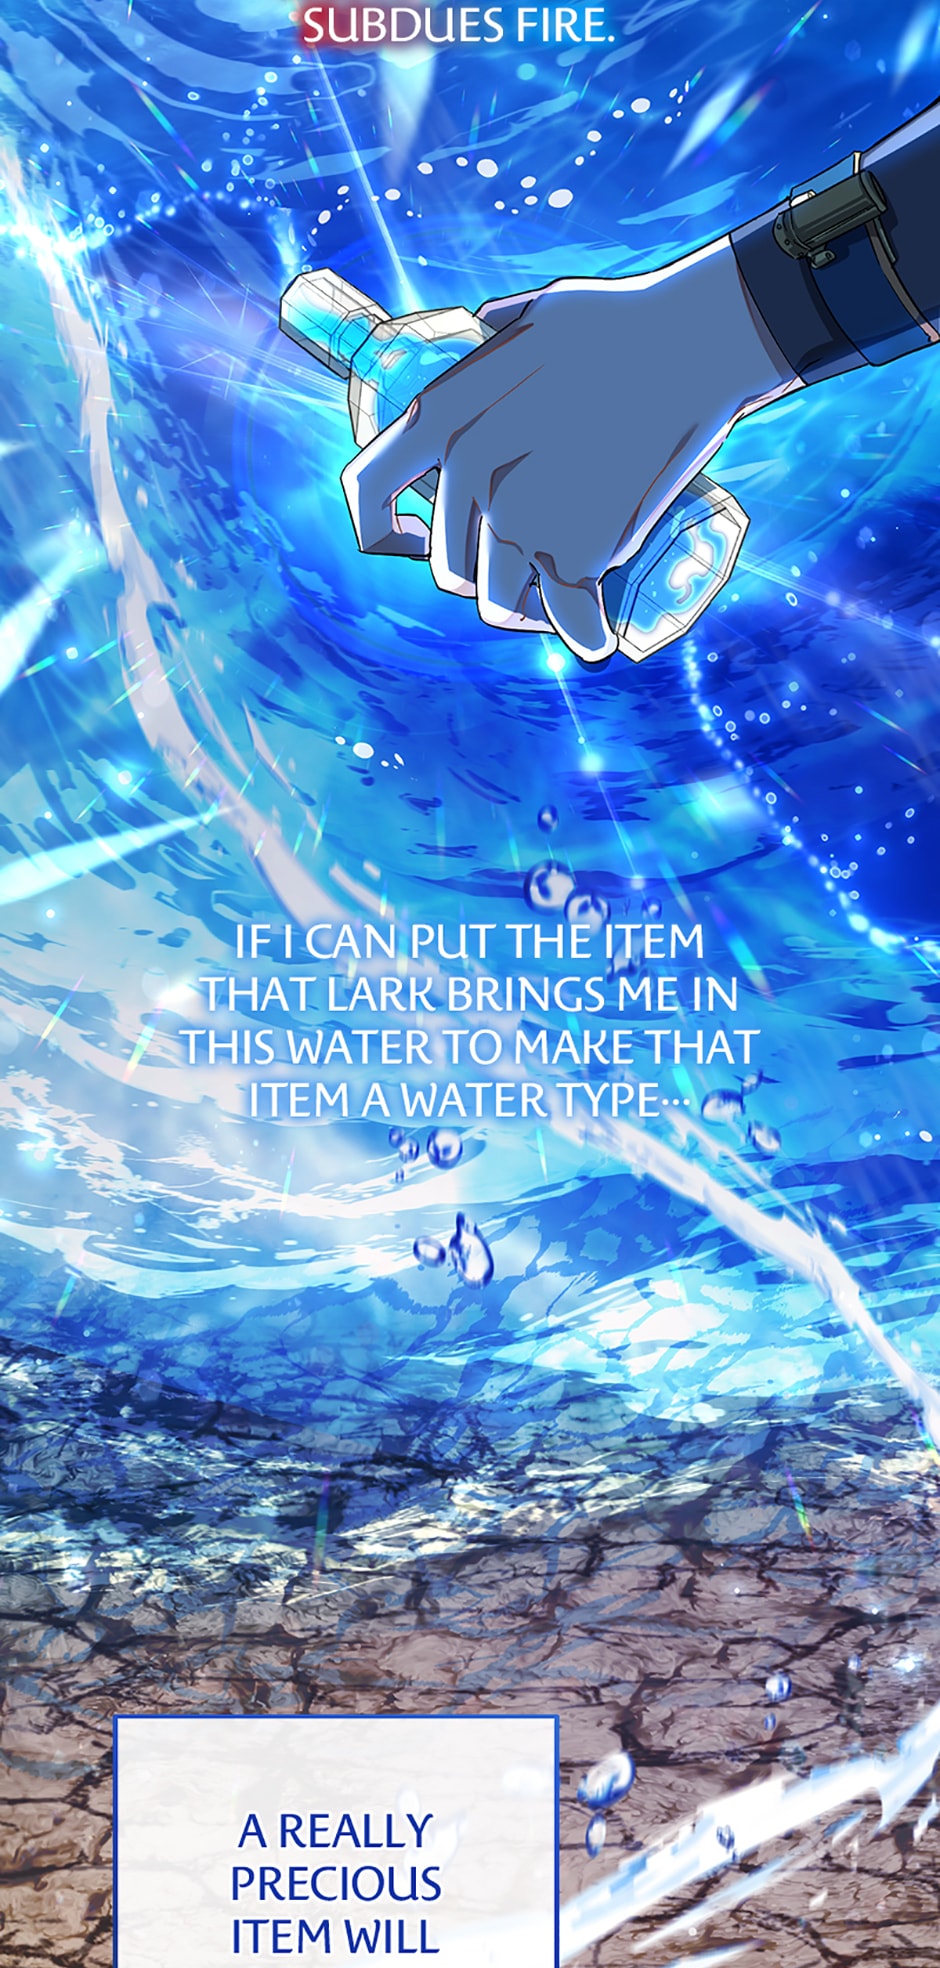 SUBDUES FIRE.
IF I CAN PUT THE ITEM
THAT LARK BRINGS ME IN
THIS WATER TO MAKE THAT
ITEM A WATER TYPE...
A REALLY
PRECIOUS
ITEM WILL